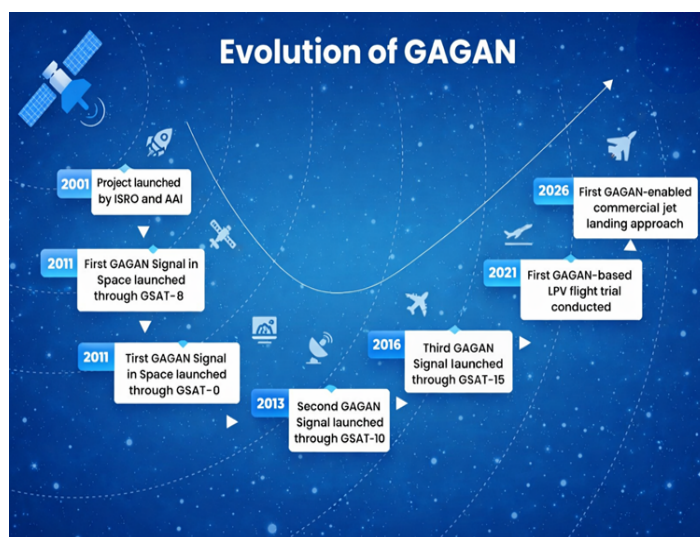 Evolution of GAGAN
2001
Project launched
by ISRO and AAI
2011
First GAGAN Signal in
Space launched
through GSAT-8
2011
Tirst GAGAN Signal
in Space launched
through GSAT-0
2013
Second GAGAN
Signal launched
through GSAT-10
2016
Third GAGAN
Signal launched
through GSAT-15
2021
First GAGAN-based
LPV flight trial
conducted
2026
First GAGAN-enabled
commercial jet
landing approach